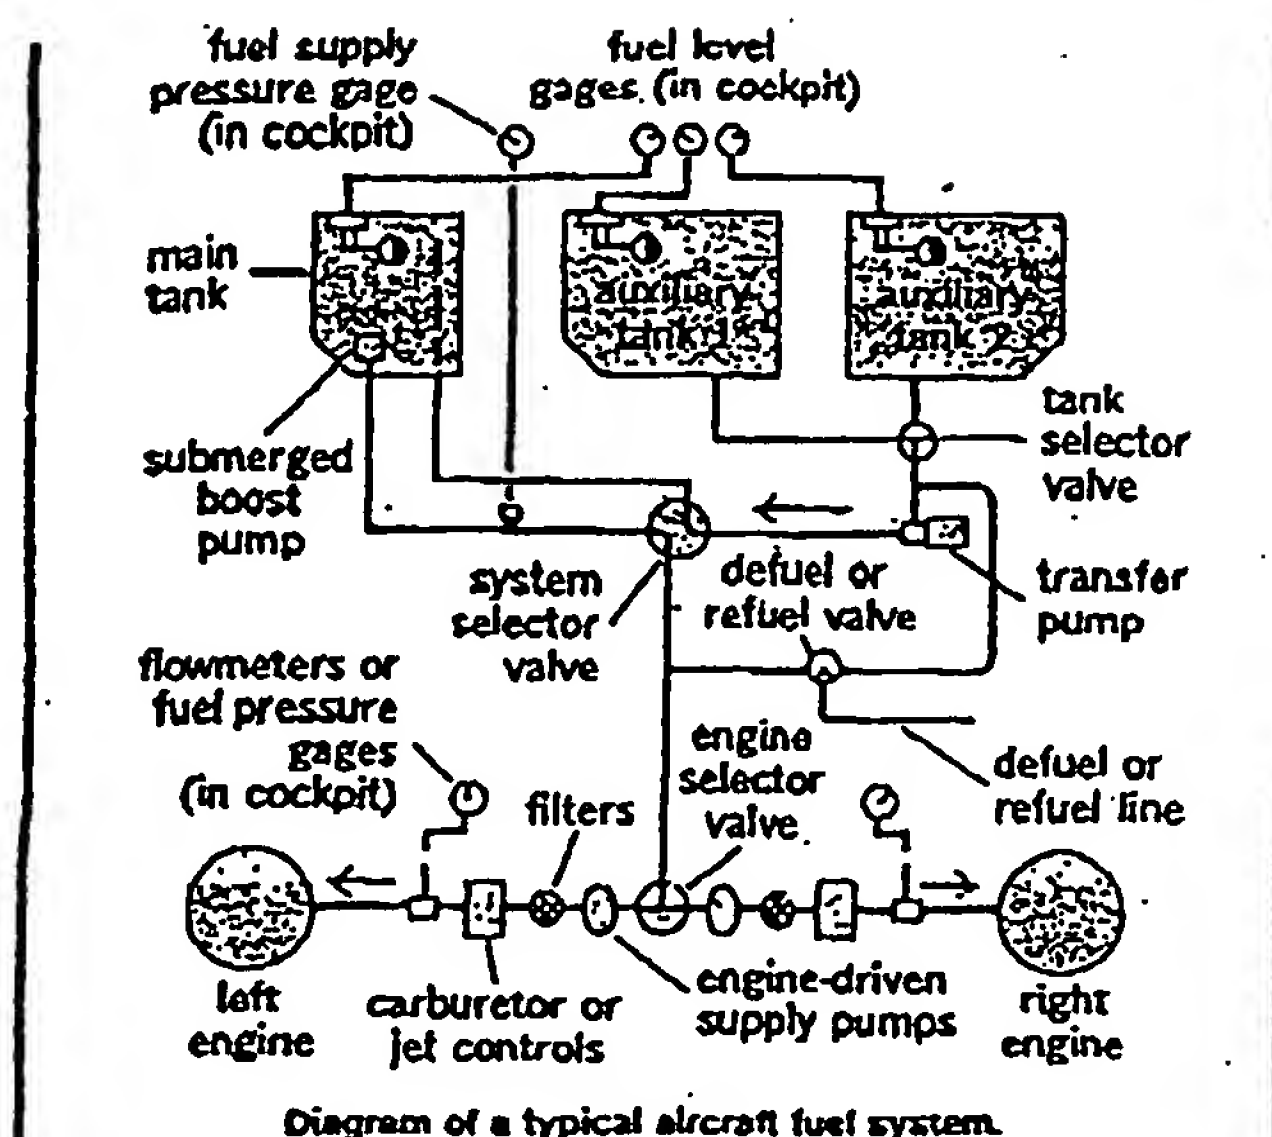 fuel supply
pressure gage
(in cockpit)
fuel level
gages (in cockpit)
main
tank
auxiliary
tank 1
auxiliary
tank 2
tank
selector
valve
submerged
boost
pump
system
selector
valve
defuel or
refuel valve
transfer
pump
flowmeters or
fuel pressure
gages
(in cockpit)
filters
engine
selector
valve
defuel or
refuel line
left
engine
carburetor or
jet controls
engine-driven
supply pumps
right
engine
Diagram of a typical aircraft fuel system.